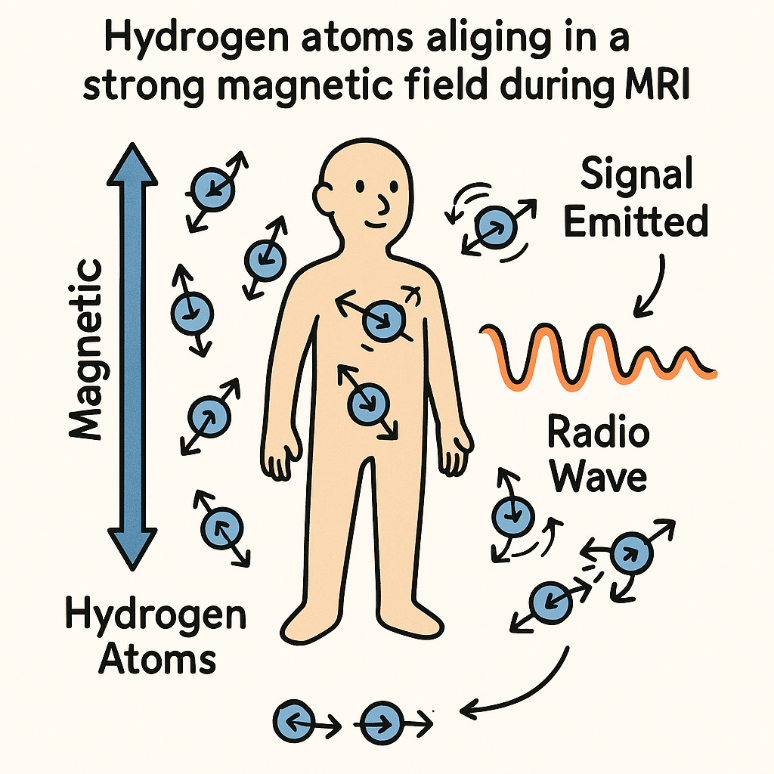 Hydrogen atoms aliging in a
strong magnetic field during MRI
Signal
Emitted
Magnetic
Radio
Wave
Hydrogen
Atoms